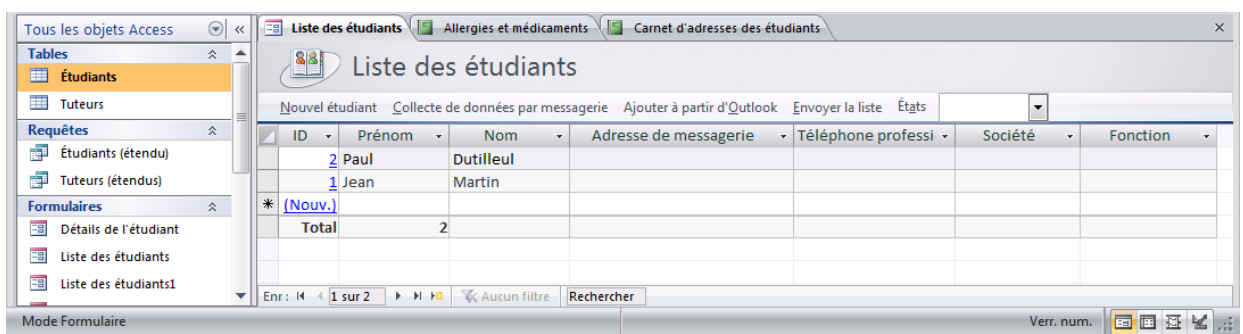 Tous les objets Access
Tables
Étudiants
Tuteurs
Requêtes
Étudiants (étendu)
Tuteurs (étendus)
Formulaires
Détails de l'étudiant
Liste des étudiants
Liste des étudiants1
Liste des étudiants Allergies et médicaments Carnet d'adresses des étudiants
Liste des étudiants
Nouvel étudiant Collecte de données par messagerie Ajouter à partir d'Outlook Envoyer la liste États
ID Prénom Nom Adresse de messagerie Téléphone professi Société Fonction
2 Paul Dutilleul
1 Jean Martin
(Nouv.)
Total 2
Enr : 1 sur 2 Aucun filtre Rechercher
Mode Formulaire Verr. num.